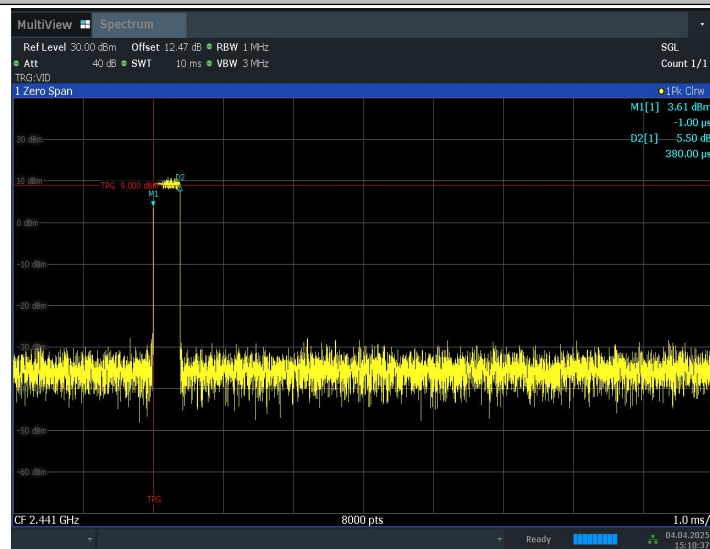 MultiView Spectrum
Ref Level 30.00 dBm Offset 12.47 dB RBW 1 MHz SGL
Att 40 dB SWT 10 ms VBW 3 MHz Count 1/1
TRG:VID
1 Zero Span 1Pk Clrw
M1[1] 3.61 dBm
-1.00 µs
D2[1] 5.50 dB
380.00 µs
20 dBm
10 dBm
TRG 9.000 dBm
D2
M1
0 dBm
-10 dBm
-20 dBm
-30 dBm
-50 dBm
-60 dBm
TRG
CF 2.441 GHz 8000 pts 1.0 ms/
Ready 04.04.2025
15:10:37